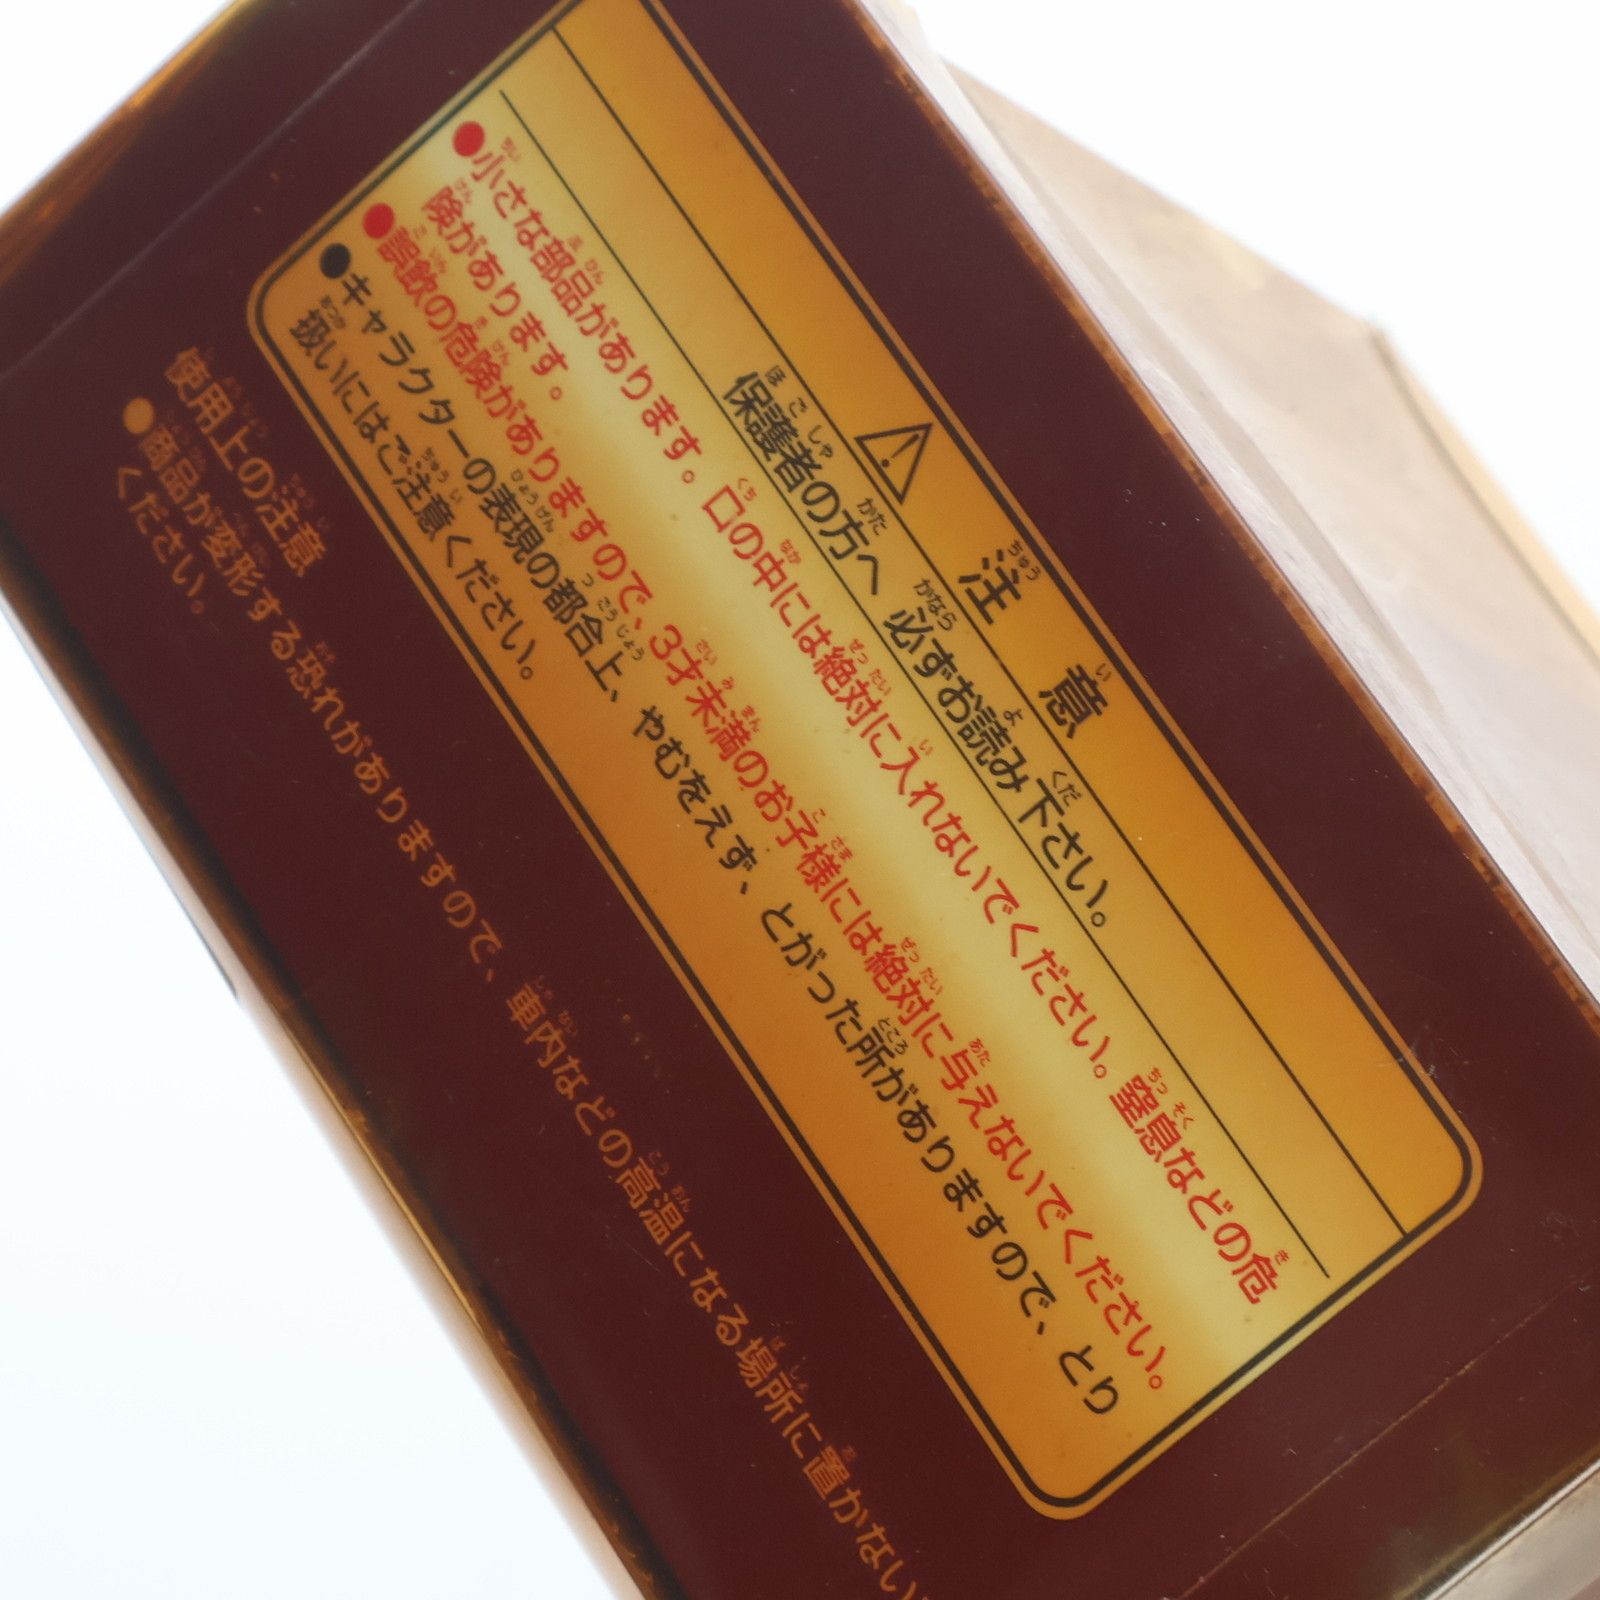 ⚠ 注意
保護者の方へ 必ずお読み下さい。
●小さな部品があります。口の中には絶対に入れないでください。窒息などの危
険があります。
●誤飲の危険がありますので、3才未満のお子様には絶対に与えないでください。
●キャラクターの表現の都合上、やむをえず、とがった所がありますので、とり
扱いにはご注意ください。
使用上の注意
●商品が変形する恐れがありますので、車内などの高温になる場所に置かない
ください。